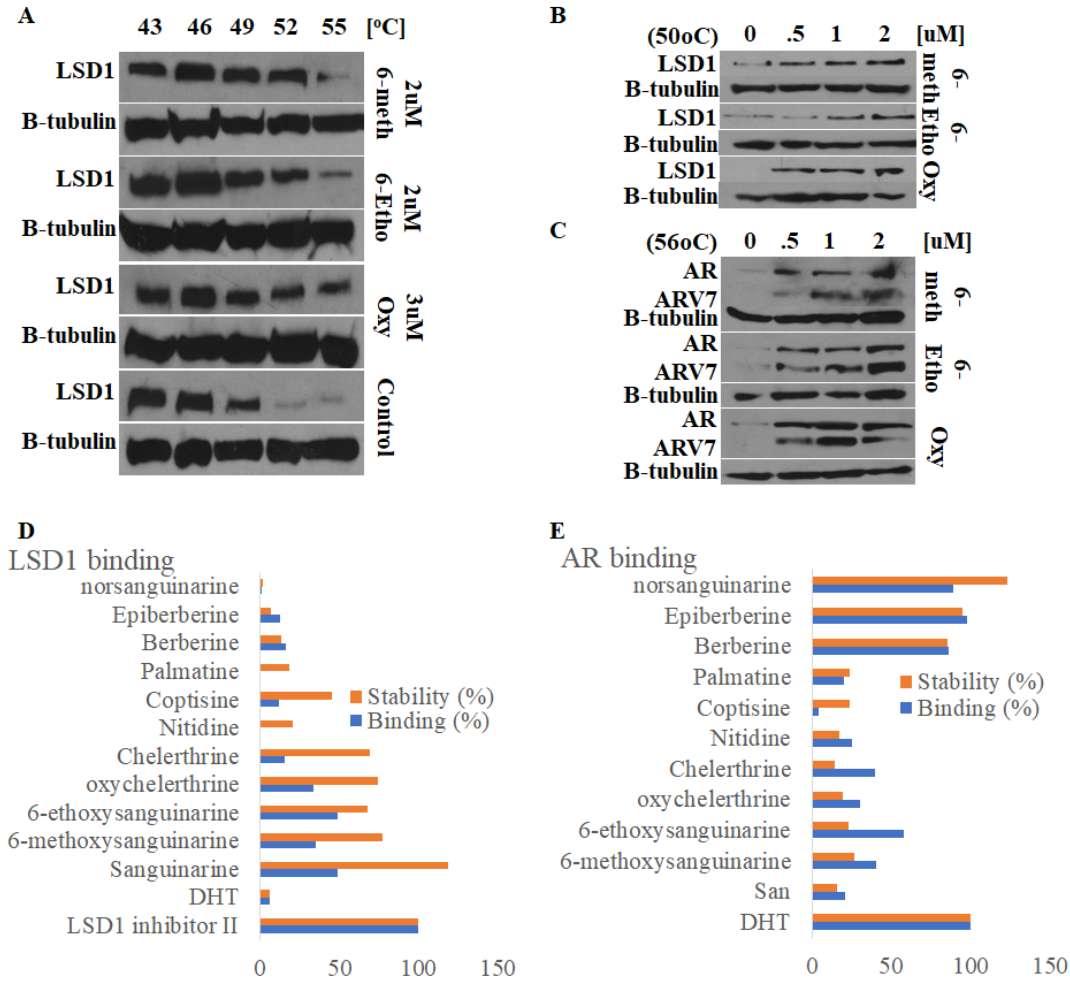 A
43 46 49 52 55 [ºC]
LSD1
B-tubulin
2uM
6-meth
LSD1
B-tubulin
2uM
6-Etho
LSD1
B-tubulin
3uM
Oxy
LSD1
B-tubulin
Control
B
(50oC) 0 .5 1 2 [uM]
LSD1
B-tubulin
6-
meth
LSD1
B-tubulin
6-
Etho
LSD1
B-tubulin
Oxy
C
(56oC) 0 .5 1 2 [uM]
AR
ARV7
B-tubulin
6-
meth
AR
ARV7
B-tubulin
6-
Etho
AR
ARV7
B-tubulin
Oxy
D
LSD1 binding
norsanguinarine
Epiberberine
Berberine
Palmatine
Coptisine
Nitidine
Chelerthrine
oxychelerthrine
6-ethoxysanguinarine
6-methoxysanguinarine
Sanguinarine
DHT
LSD1 inhibitor II
Stability (%)
Binding (%)
0 50 100 150
E
AR binding
norsanguinarine
Epiberberine
Berberine
Palmatine
Coptisine
Nitidine
Chelerthrine
oxychelerthrine
6-ethoxysanguinarine
6-methoxysanguinarine
San
DHT
Stability (%)
Binding (%)
0 50 100 150